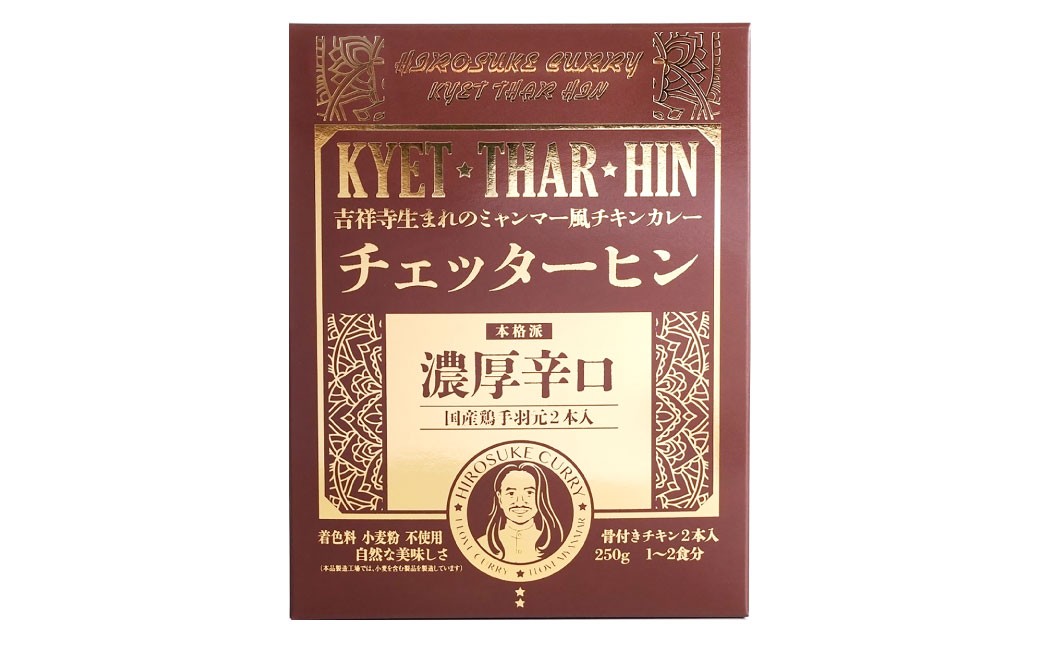 HIROSUKE CURRY
KYET THAR HIN
KYET★THAR★HIN
吉祥寺生まれのミャンマー風チキンカレー
チェッターヒン
本格派
濃厚辛口
国産鶏手羽元2本入
HIROSUKE CURRY
I LOVE CURRY ★ I LOVE MYANMAR
着色料 小麦粉 不使用
自然な美味しさ
(本品製造工場では、小麦を含む製品を製造しています)
骨付きチキン2本入
250g 1〜2食分